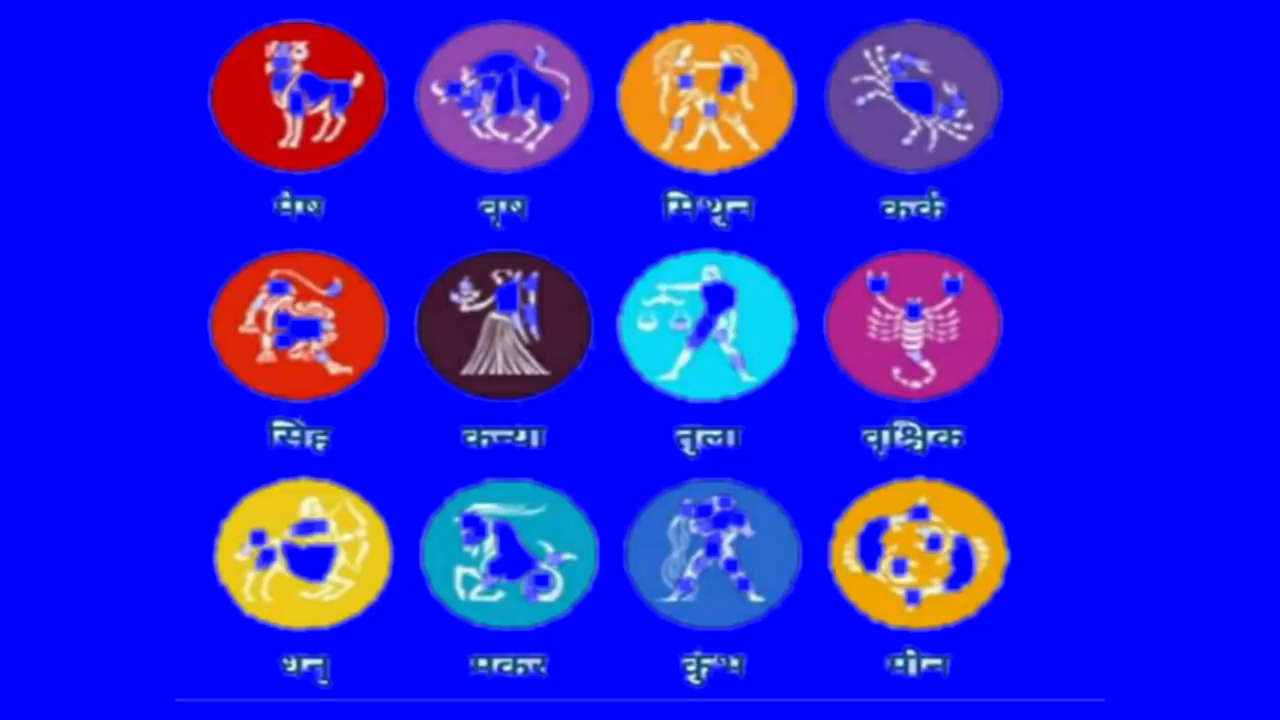 मेष वृष मिथुन कर्क
सिंह कन्या तुला वृश्चिक
धनु मकर कुंभ मीन